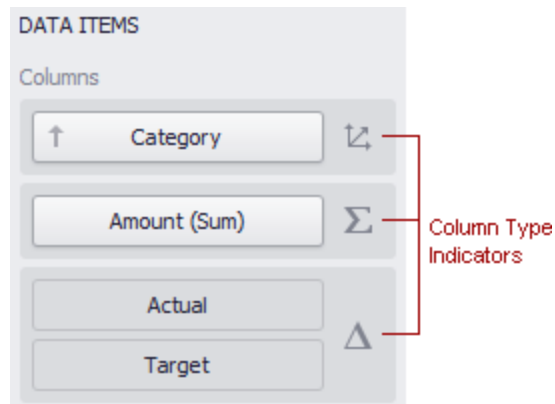 DATA ITEMS
Columns
Category
Amount (Sum)
Σ
Actual
Δ
Target
Column Type
Indicators